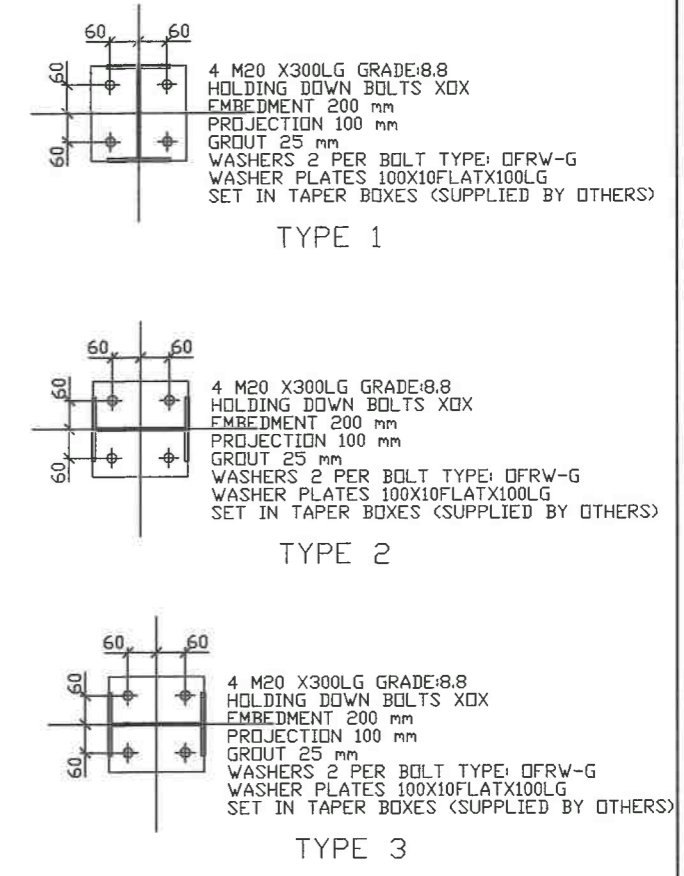 60 60
60
60
4 M20 X300LG GRADE:8.8
HOLDING DOWN BOLTS XOX
EMBEDMENT 200 mm
PROJECTION 100 mm
GROUT 25 mm
WASHERS 2 PER BOLT TYPE: OFRW-G
WASHER PLATES 100X10FLATX100LG
SET IN TAPER BOXES (SUPPLIED BY OTHERS)
TYPE 1
60 60
60
60
4 M20 X300LG GRADE:8.8
HOLDING DOWN BOLTS XOX
EMBEDMENT 200 mm
PROJECTION 100 mm
GROUT 25 mm
WASHERS 2 PER BOLT TYPE: OFRW-G
WASHER PLATES 100X10FLATX100LG
SET IN TAPER BOXES (SUPPLIED BY OTHERS)
TYPE 2
60 60
60
60
4 M20 X300LG GRADE:8.8
HOLDING DOWN BOLTS XOX
EMBEDMENT 200 mm
PROJECTION 100 mm
GROUT 25 mm
WASHERS 2 PER BOLT TYPE: OFRW-G
WASHER PLATES 100X10FLATX100LG
SET IN TAPER BOXES (SUPPLIED BY OTHERS)
TYPE 3